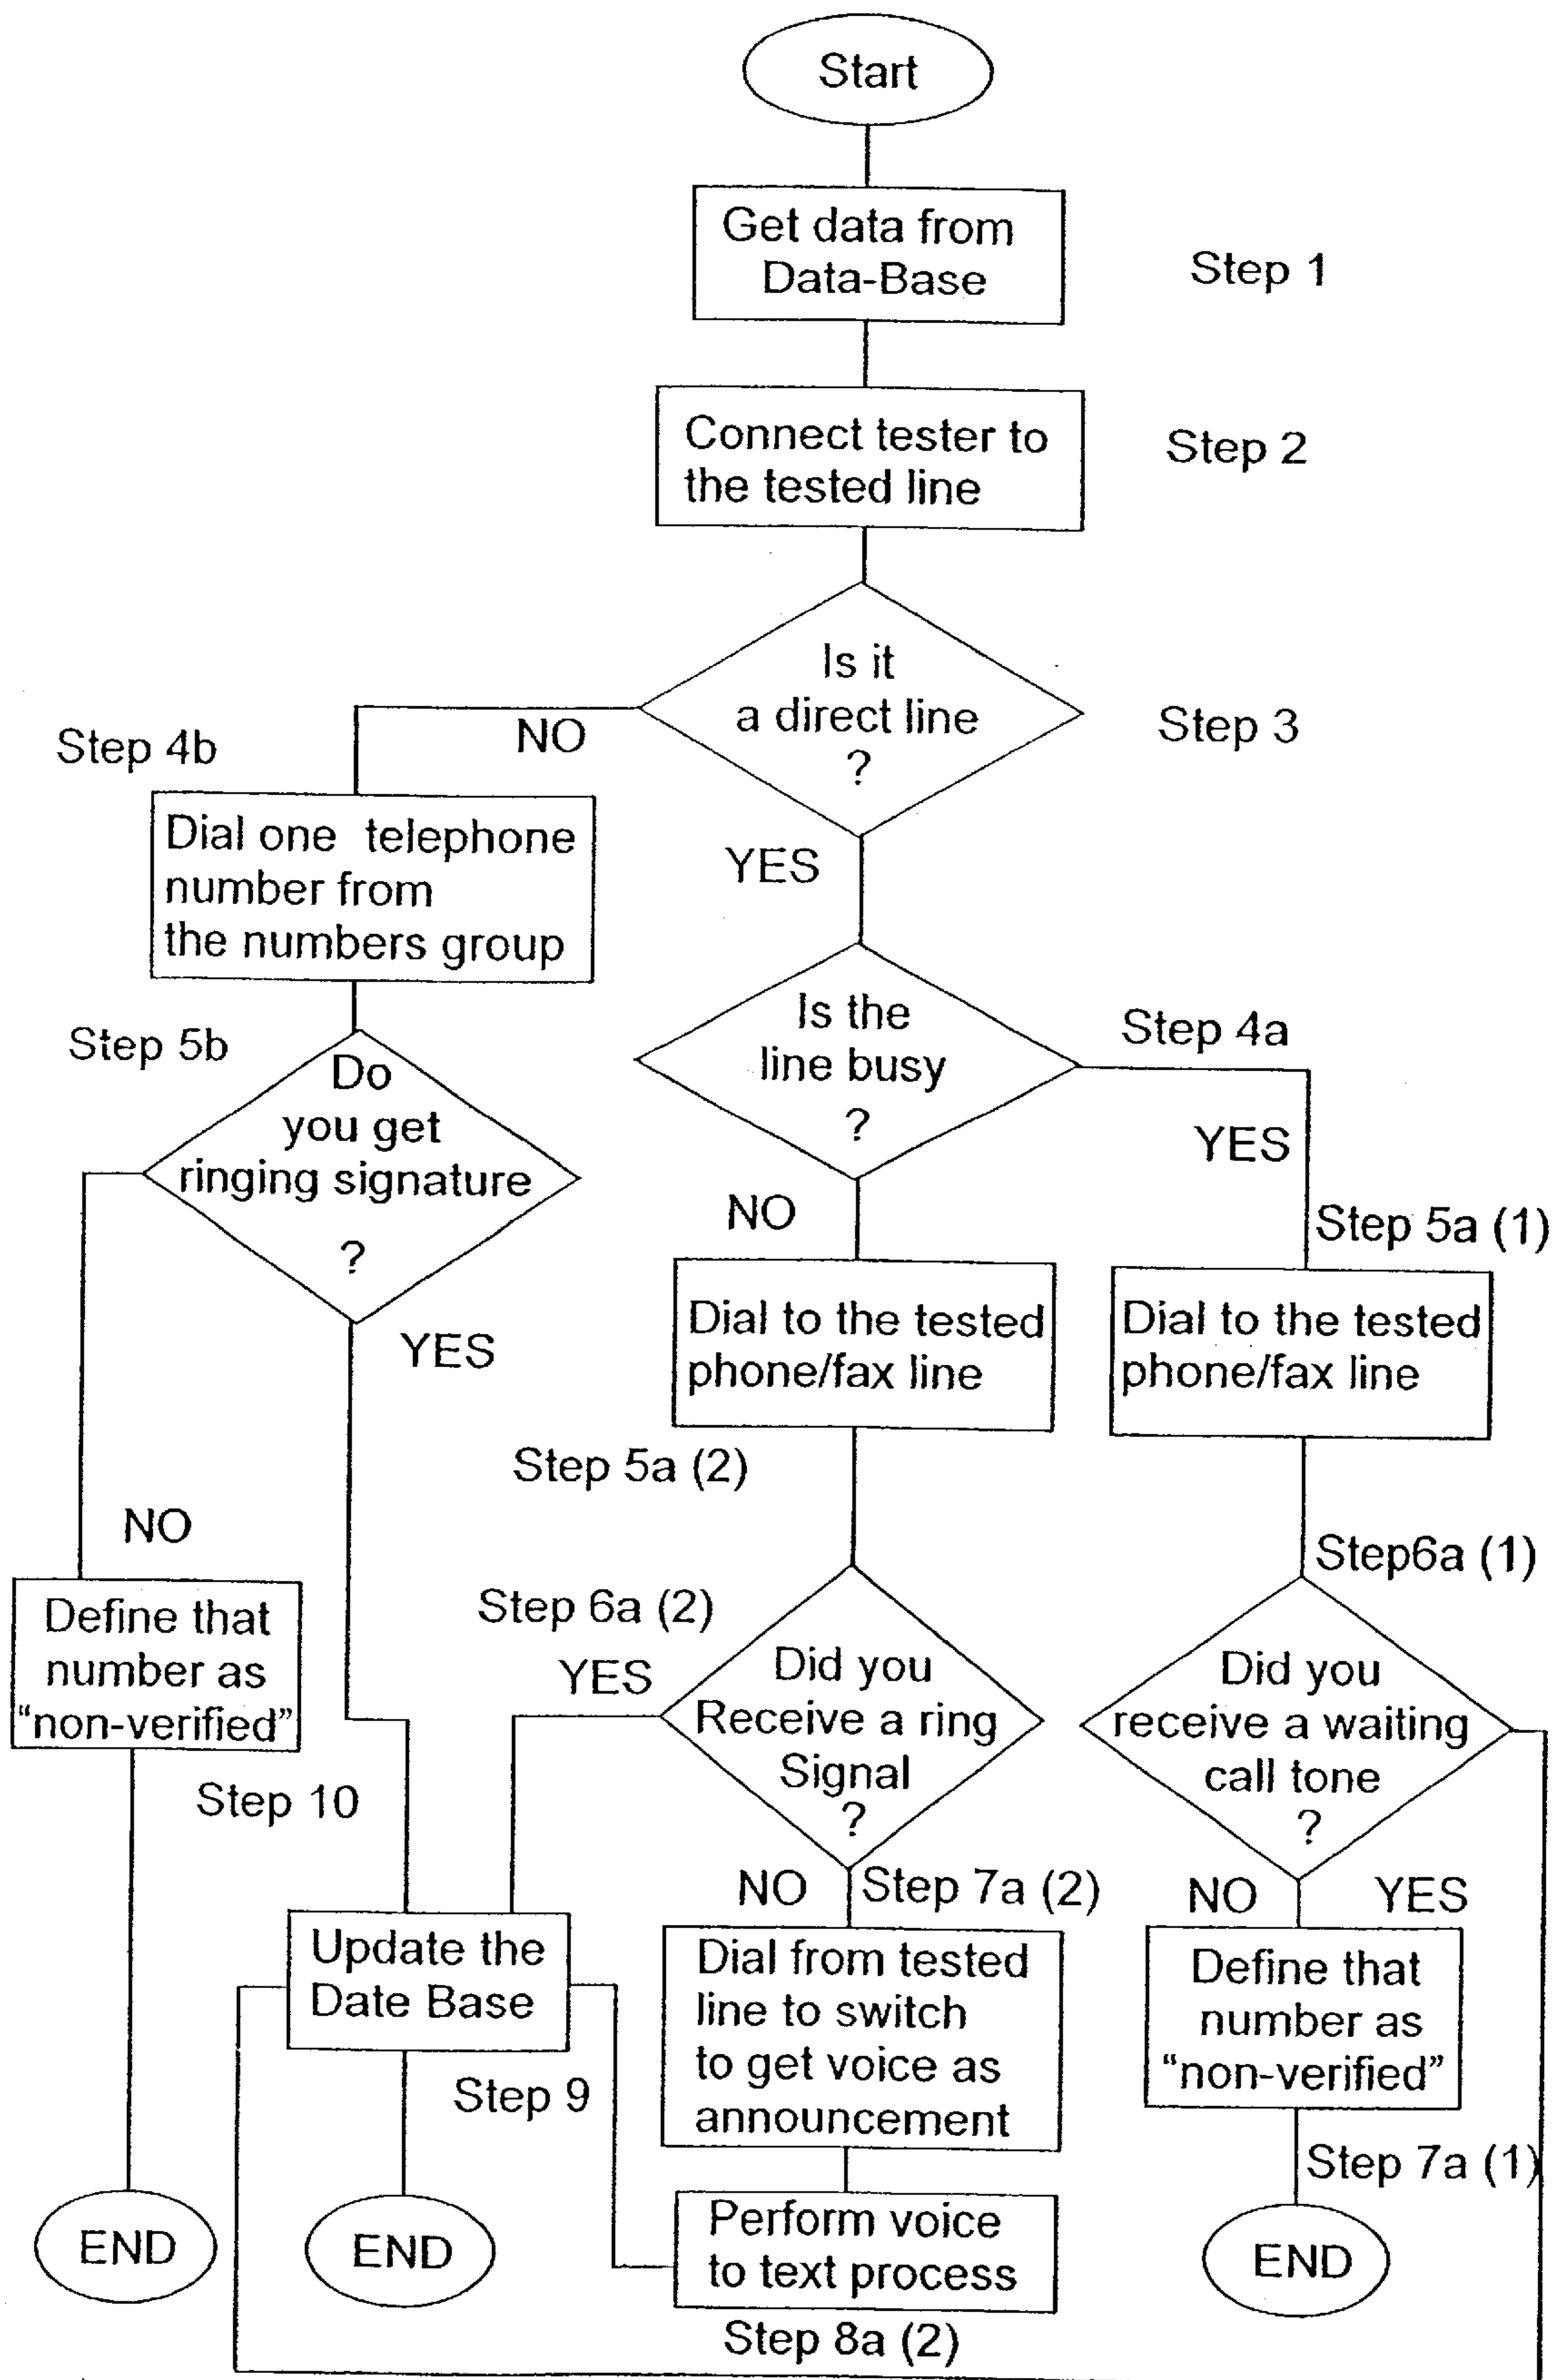 Start
Get data from
Data-Base
Step 1
Connect tester to
the tested line
Step 2
Is it
a direct line
?
Step 3
NO
Step 4b
YES
Dial one telephone
number from
the numbers group
Is the
line busy
?
Step 4a
Step 5b
Do
you get
ringing signature
?
YES
NO
Step 5a (1)
Dial to the tested
phone/fax line
Dial to the tested
phone/fax line
YES
Step 5a (2)
NO
Step6a (1)
Define that
number as
“non-verified”
Step 6a (2)
YES
Did you
Receive a ring
Signal
?
Did you
receive a waiting
call tone
?
Step 10
NO
Step 7a (2)
NO
YES
Update the
Date Base
Dial from tested
line to switch
to get voice as
announcement
Define that
number as
“non-verified”
Step 9
Step 7a (1)
END
END
Perform voice
to text process
END
Step 8a (2)